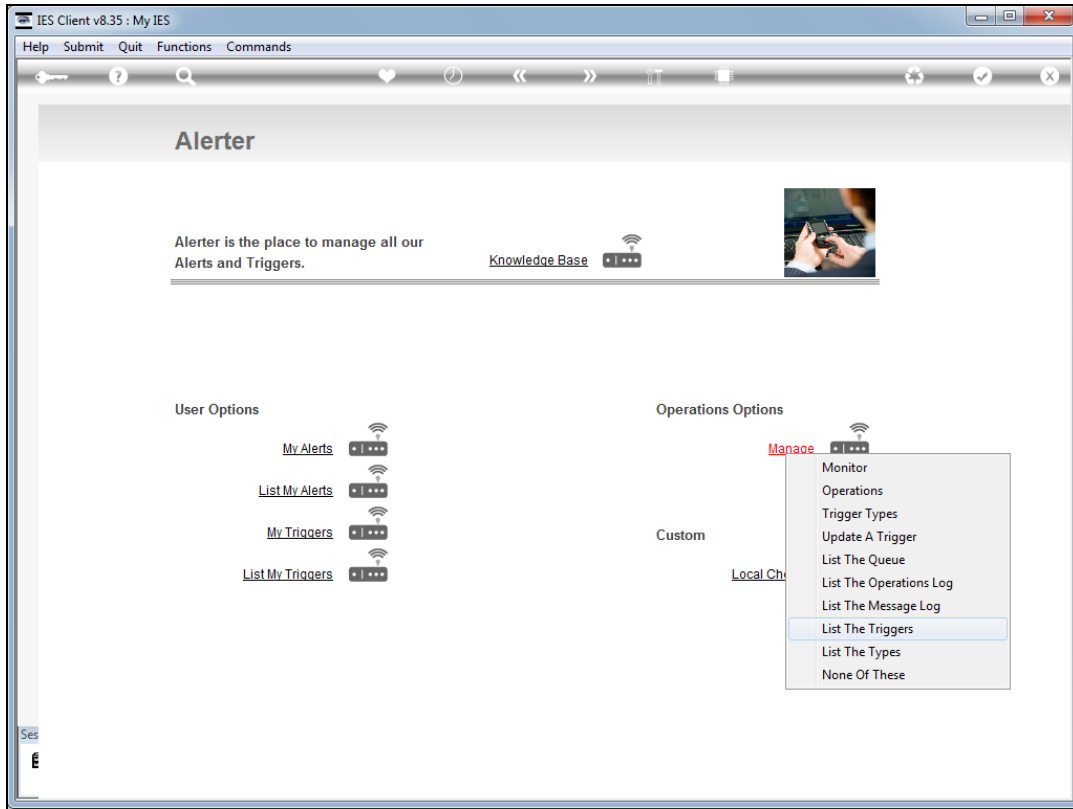 IES Client v8.35 : My IES
Help Submit Quit Functions Commands
Alerter
Alerter is the place to manage all our
Alerts and Triggers.
Knowledge Base
User Options
My Alerts
List My Alerts
My Triggers
List My Triggers
Operations Options
Manage
Monitor
Operations
Trigger Types
Update A Trigger
List The Queue
List The Operations Log
List The Message Log
List The Triggers
List The Types
None Of These
Custom
Local Ch
Ses